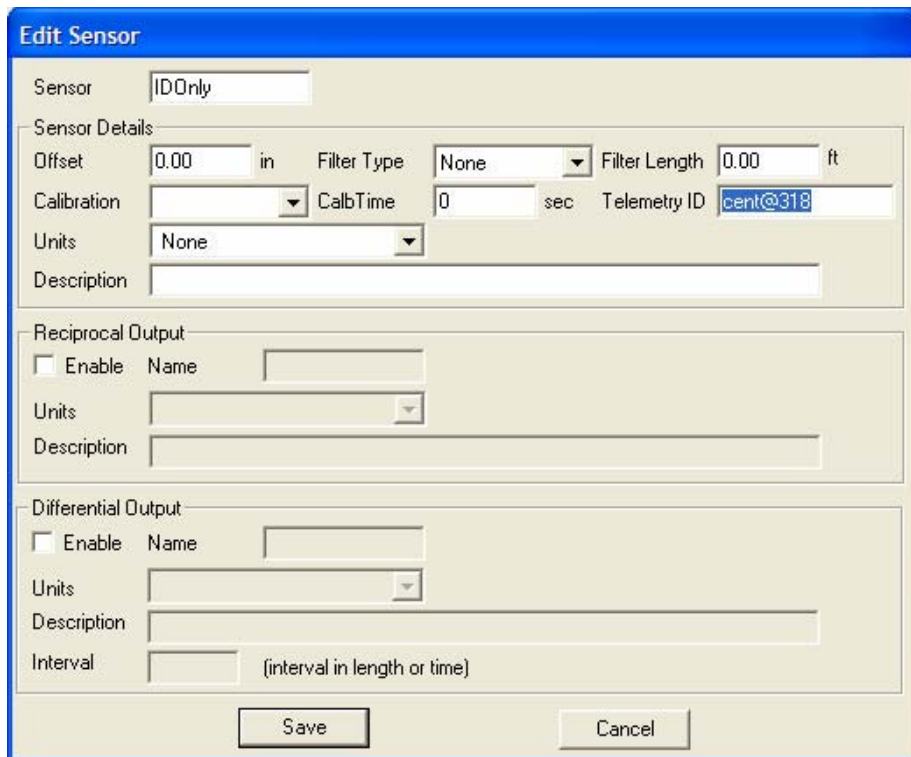 Edit Sensor
Sensor IDOnly
Sensor Details
Offset 0.00 in Filter Type None Filter Length 0.00 ft
Calibration CalbTime 0 sec Telemetry ID cent@318
Units None
Description
Reciprocal Output
Enable Name
Units
Description
Differential Output
Enable Name
Units
Description
Interval (interval in length or time)
Save Cancel